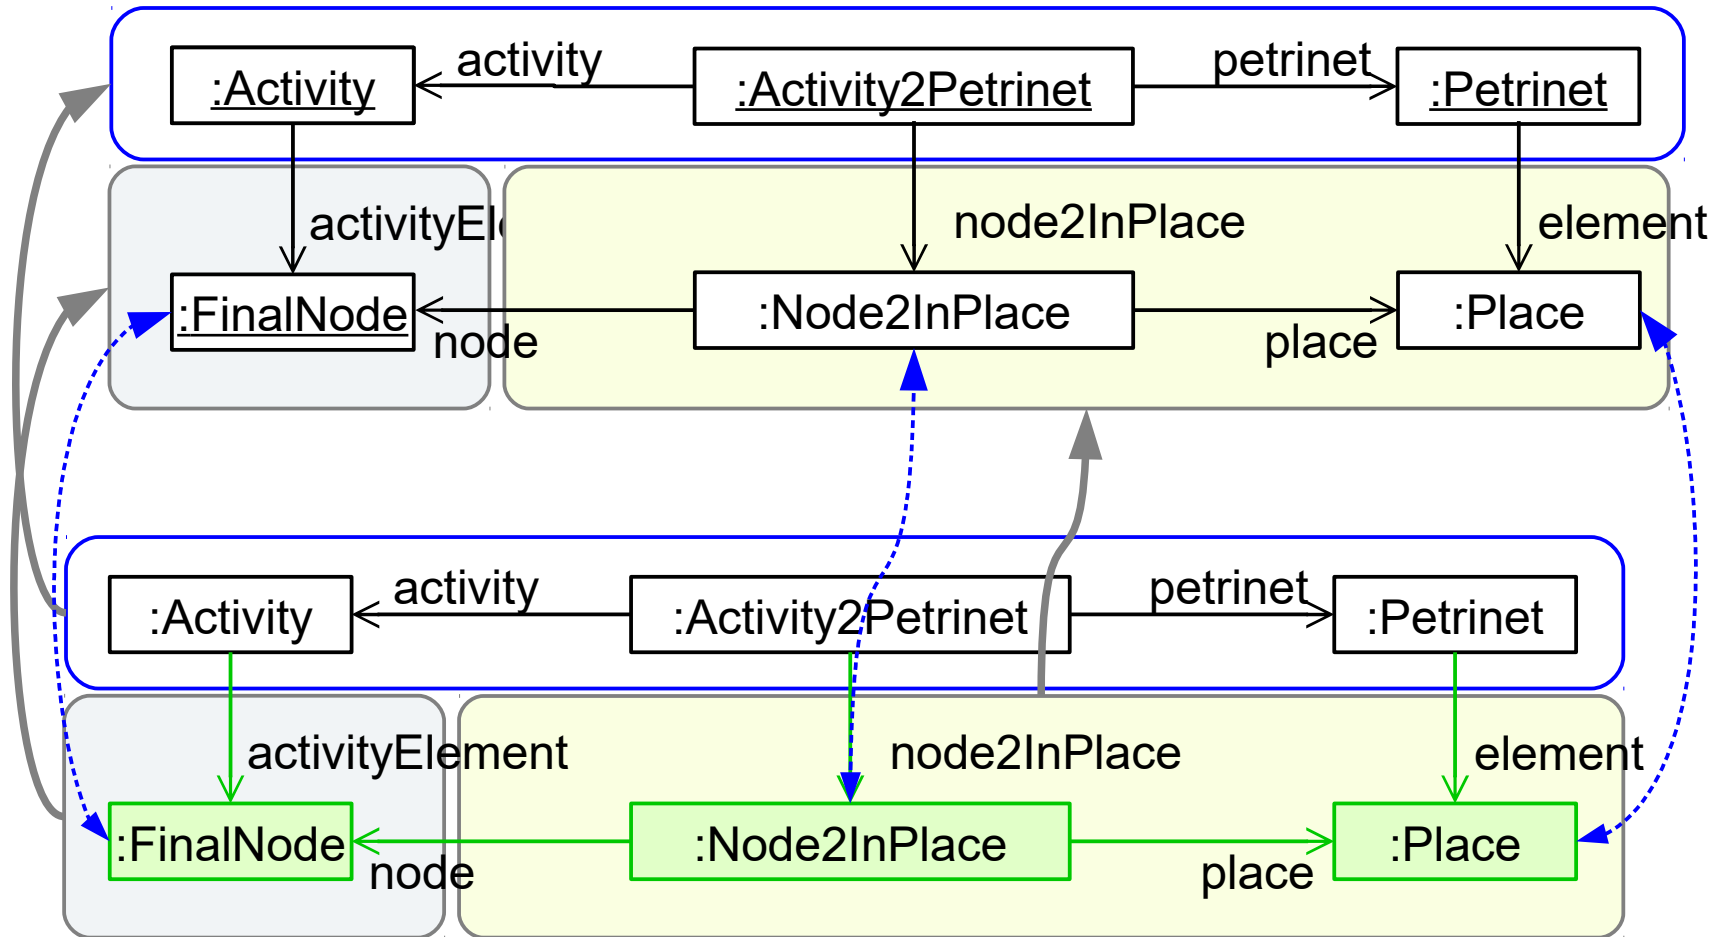 activity
petrinet
:Activity
:Activity2Petrinet
:Petrinet
activityEl
node2InPlace
element
:FinalNode
:Node2InPlace
:Place
node
place
activity
petrinet
:Activity
:Activity2Petrinet
:Petrinet
activityElement
node2InPlace
element
:FinalNode
:Node2InPlace
:Place
node
place